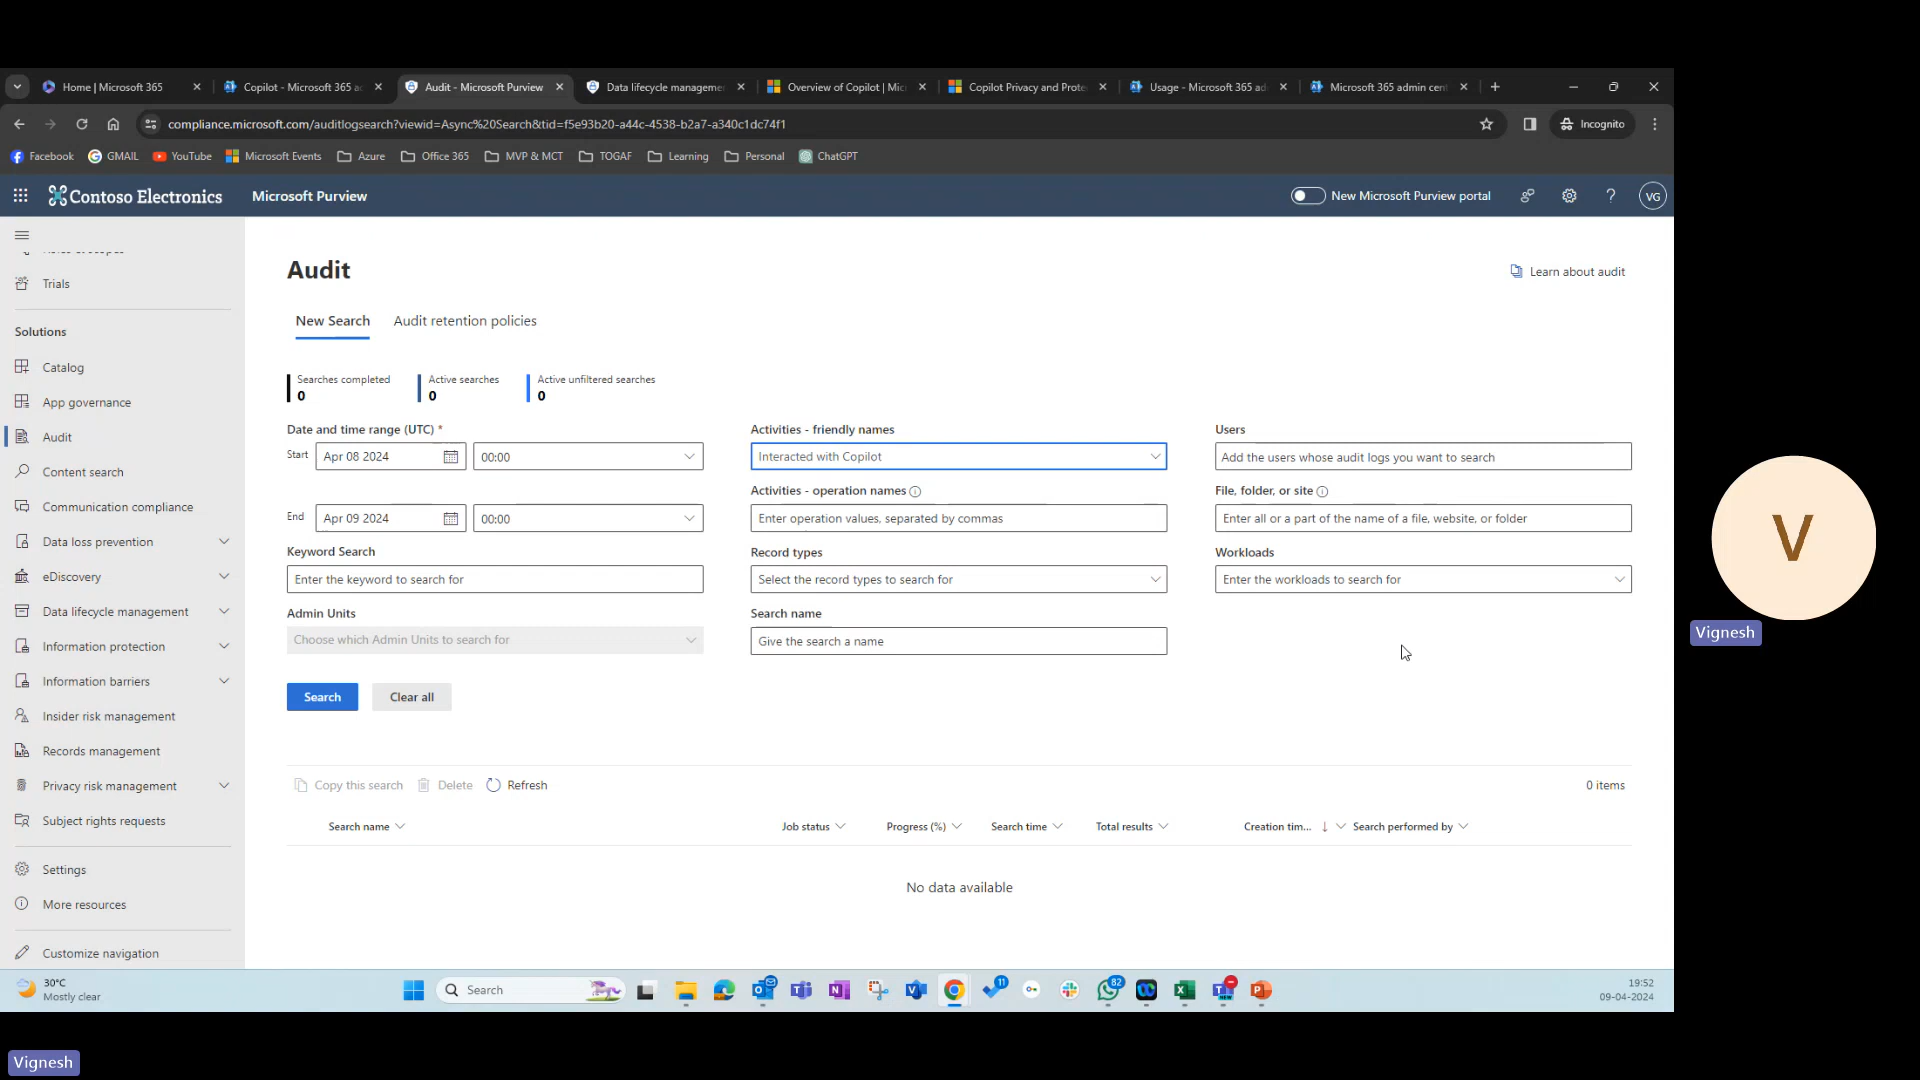 Home | Microsoft 365
Copilot - Microsoft 365 ac
Audit - Microsoft Purview
Data lifecycle manageme
Overview of Copilot | Mic
Copilot Privacy and Prote
Usage - Microsoft 365 ad
Microsoft 365 admin cent
compliance.microsoft.com/auditlogsearch?viewid=Async%20Search&tid=f5e93b20-a44c-4538-b2a7-a340c1dc74f1
Incognito
Facebook
GMAIL
YouTube
Microsoft Events
Azure
Office 365
MVP & MCT
TOGAF
Learning
Personal
ChatGPT
Contoso Electronics
Microsoft Purview
New Microsoft Purview portal
VG
Trials
Solutions
Catalog
App governance
Audit
Content search
Communication compliance
Data loss prevention
eDiscovery
Data lifecycle management
Information protection
Information barriers
Insider risk management
Records management
Privacy risk management
Subject rights requests
Settings
More resources
Customize navigation
Audit
Learn about audit
New Search
Audit retention policies
Searches completed
0
Active searches
0
Active unfiltered searches
0
Date and time range (UTC) *
Start
Apr 08 2024
00:00
End
Apr 09 2024
00:00
Keyword Search
Enter the keyword to search for
Admin Units
Choose which Admin Units to search for
Activities - friendly names
Interacted with Copilot
Activities - operation names
Enter operation values, separated by commas
Record types
Select the record types to search for
Search name
Give the search a name
Users
Add the users whose audit logs you want to search
File, folder, or site
Enter all or a part of the name of a file, website, or folder
Workloads
Enter the workloads to search for
Search
Clear all
Copy this search
Delete
Refresh
0 items
Search name
Job status
Progress (%)
Search time
Total results
Creation tim...
Search performed by
No data available
30°C
Mostly clear
Search
11
82
19:52
09-04-2024
V
Vignesh
Vignesh